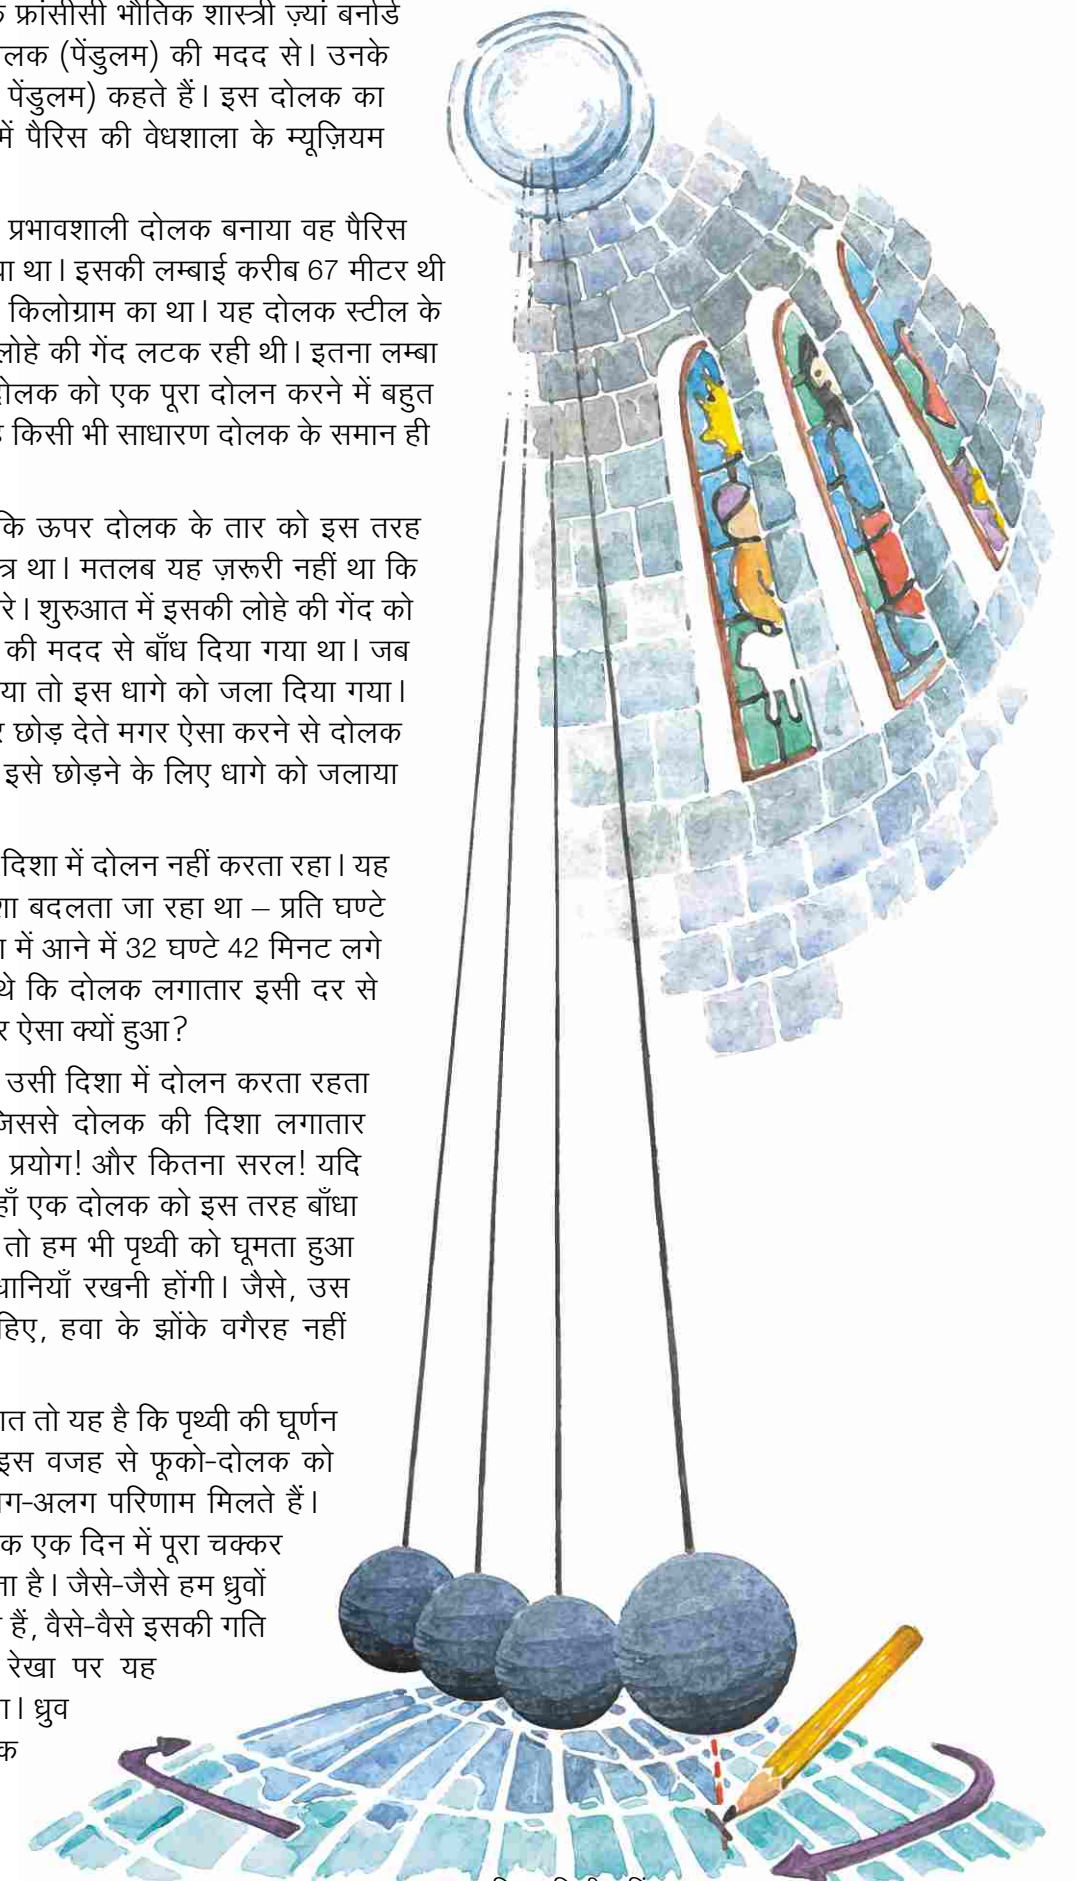 फ्रांसीसी भौतिक शास्त्री ज़्यां बर्नार्ड
लक (पेंडुलम) की मदद से। उनके
पेंडुलम) कहते हैं। इस दोलक का
में पैरिस की वेधशाला के म्यूज़ियम
प्रभावशाली दोलक बनाया वह पैरिस
था। इसकी लम्बाई करीब 67 मीटर थी
किलोग्राम का था। यह दोलक स्टील के
लोहे की गेंद लटक रही थी। इतना लम्बा
दोलक को एक पूरा दोलन करने में बहुत
किसी भी साधारण दोलक के समान ही
कि ऊपर दोलक के तार को इस तरह
त्र था। मतलब यह ज़रूरी नहीं था कि
रे। शुरुआत में इसकी लोहे की गेंद को
की मदद से बाँध दिया गया था। जब
या तो इस धागे को जला दिया गया।
छोड़ देते मगर ऐसा करने से दोलक
इसे छोड़ने के लिए धागे को जलाया
दिशा में दोलन नहीं करता रहा। यह
शा बदलता जा रहा था – प्रति घण्टे
में आने में 32 घण्टे 42 मिनट लगे
थे कि दोलक लगातार इसी दर से
र ऐसा क्यों हुआ?
उसी दिशा में दोलन करता रहता
जिससे दोलक की दिशा लगातार
प्रयोग! और कितना सरल! यदि
हाँ एक दोलक को इस तरह बाँधा
तो हम भी पृथ्वी को घूमता हुआ
धानियाँ रखनी होंगी। जैसे, उस
हिए, हवा के झोंके वगैरह नहीं
ात तो यह है कि पृथ्वी की घूर्णन
इस वजह से फूको-दोलक को
ग-अलग परिणाम मिलते हैं।
क एक दिन में पूरा चक्कर
ता है। जैसे-जैसे हम ध्रुवों
हैं, वैसे-वैसे इसकी गति
रेखा पर यह
ा। ध्रुव
क